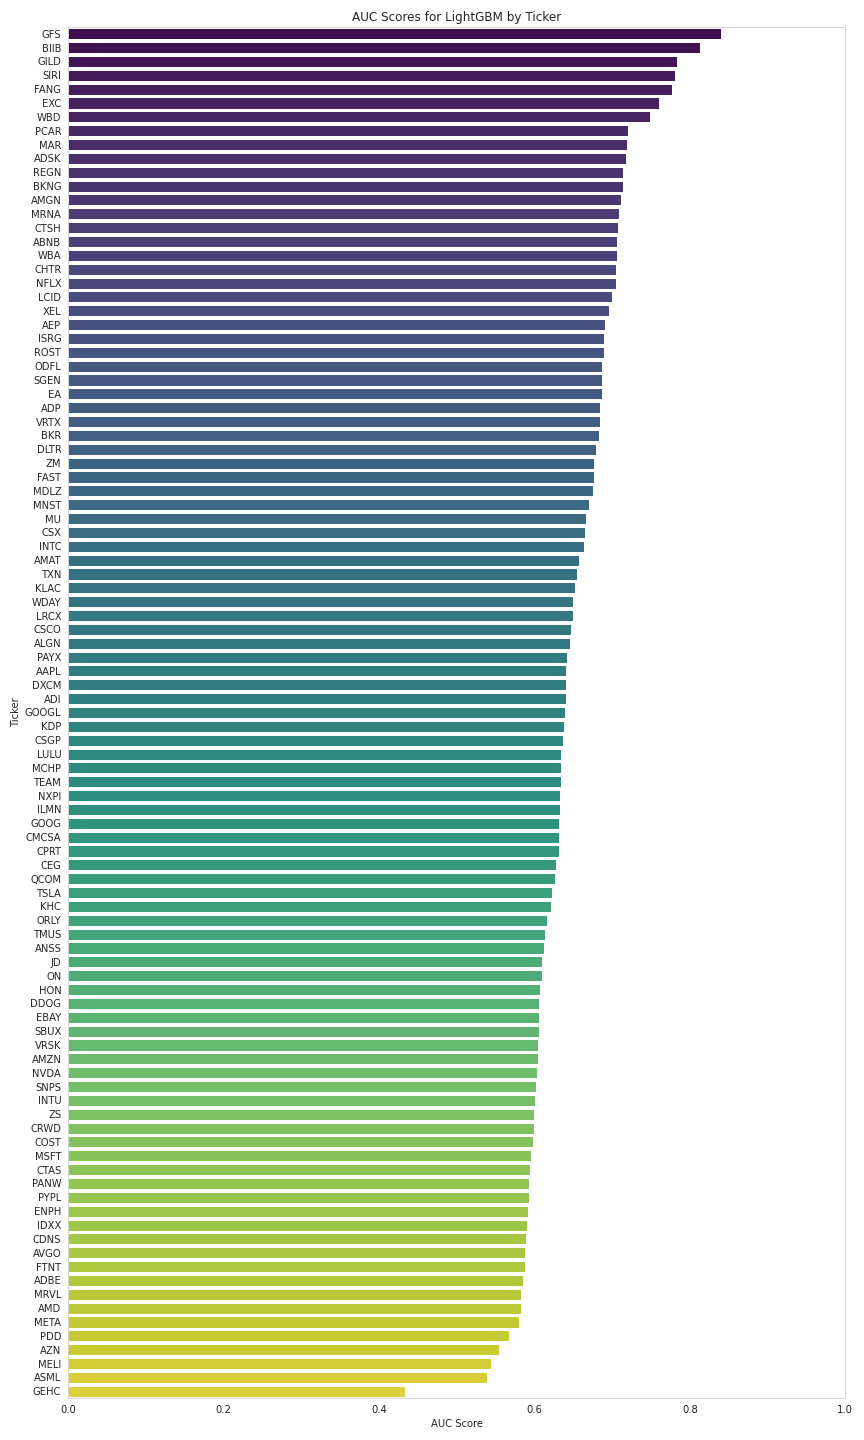 AUC Scores for LightGBM by Ticker
GFS
BIIB
GILD
SIRI
FANG
EXC
WBD
PCAR
MAR
ADSK
REGN
BKNG
AMGN
MRNA
CTSH
ABNB
WBA
CHTR
NFLX
LCID
XEL
AEP
ISRG
ROST
ODFL
SGEN
EA
ADP
VRTX
BKR
DLTR
ZM
FAST
MDLZ
MNST
MU
CSX
INTC
AMAT
TXN
KLAC
WDAY
LRCX
CSCO
ALGN
PAYX
AAPL
DXCM
ADI
GOOGL
KDP
CSGP
LULU
MCHP
TEAM
NXPI
ILMN
GOOG
CMCSA
CPRT
CEG
QCOM
TSLA
KHC
ORLY
TMUS
ANSS
JD
ON
HON
DDOG
EBAY
SBUX
VRSK
AMZN
NVDA
SNPS
INTU
ZS
CRWD
COST
MSFT
CTAS
PANW
PYPL
ENPH
IDXX
CDNS
AVGO
FTNT
ADBE
MRVL
AMD
META
PDD
AZN
MELI
ASML
GEHC
Ticker
0.0 0.2 0.4 0.6 0.8 1.0
AUC Score